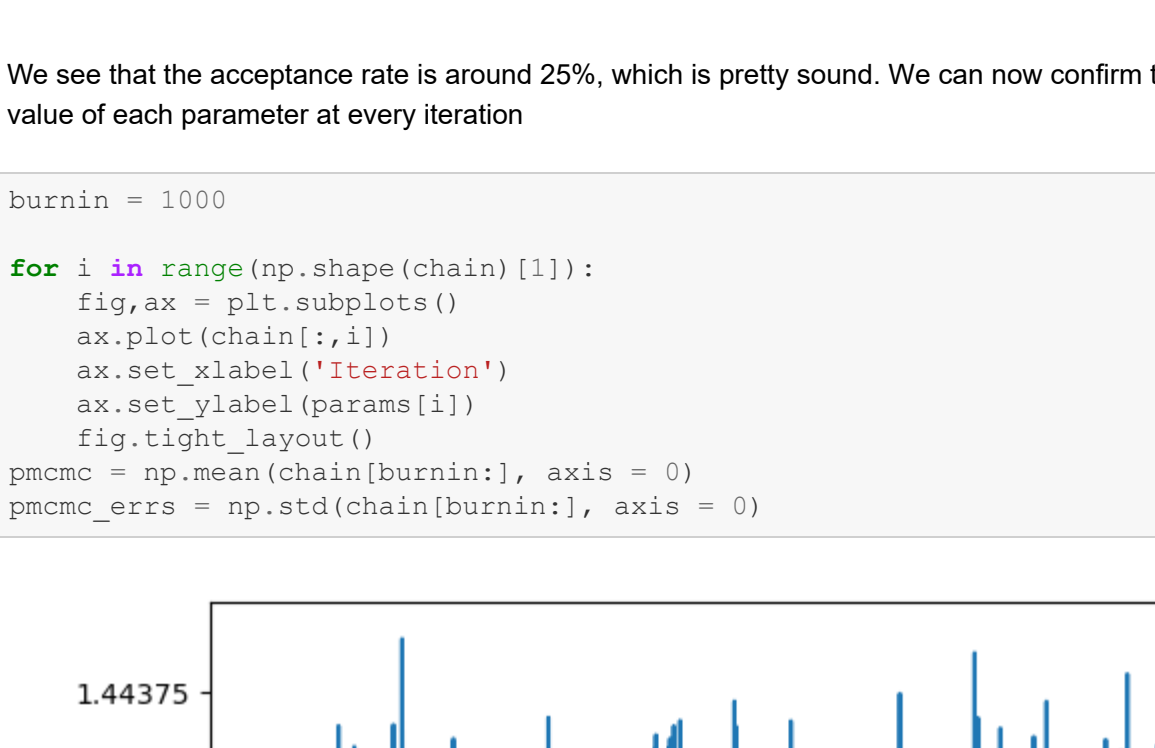 We see that the acceptance rate is around 25%, which is pretty sound. We can now confirm
value of each parameter at every iteration
burnin = 1000
for i in range(np.shape(chain)[1]):
    fig,ax = plt.subplots()
    ax.plot(chain[:,i])
    ax.set_xlabel('Iteration')
    ax.set_ylabel(params[i])
    fig.tight_layout()
pmcmc = np.mean(chain[burnin:], axis = 0)
pmcmc_errs = np.std(chain[burnin:], axis = 0)
1.44375